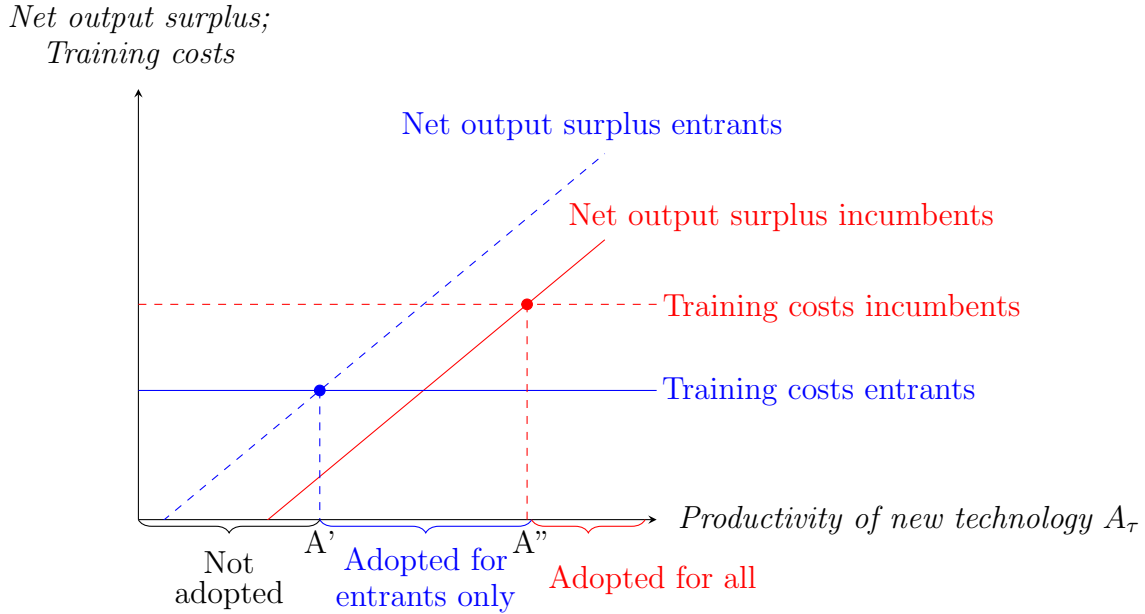 Net output surplus;
Training costs
Net output surplus entrants
Net output surplus incumbents
Training costs incumbents
Training costs entrants
Productivity of new technology A_τ
A'
A''
Not
adopted
Adopted for
entrants only
Adopted for all